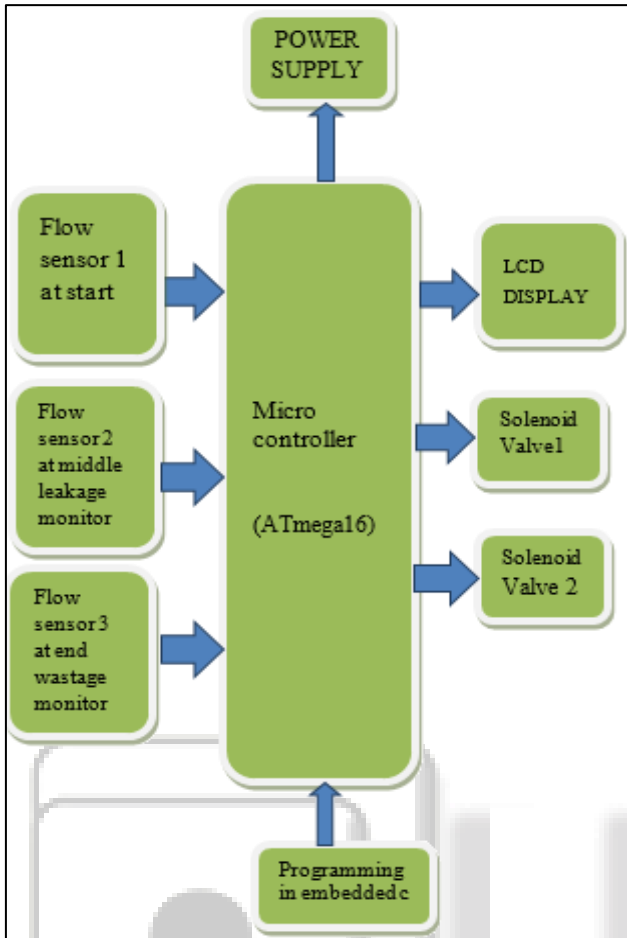 POWER
SUPPLY
Flow
sensor 1
at start
LCD
DISPLAY
Flow
sensor 2
at middle
leakage
monitor
Micro
controller
(ATmega16)
Solenoid
Valve1
Solenoid
Valve 2
Flow
sensor 3
at end
wastage
monitor
Programming
in embedded c